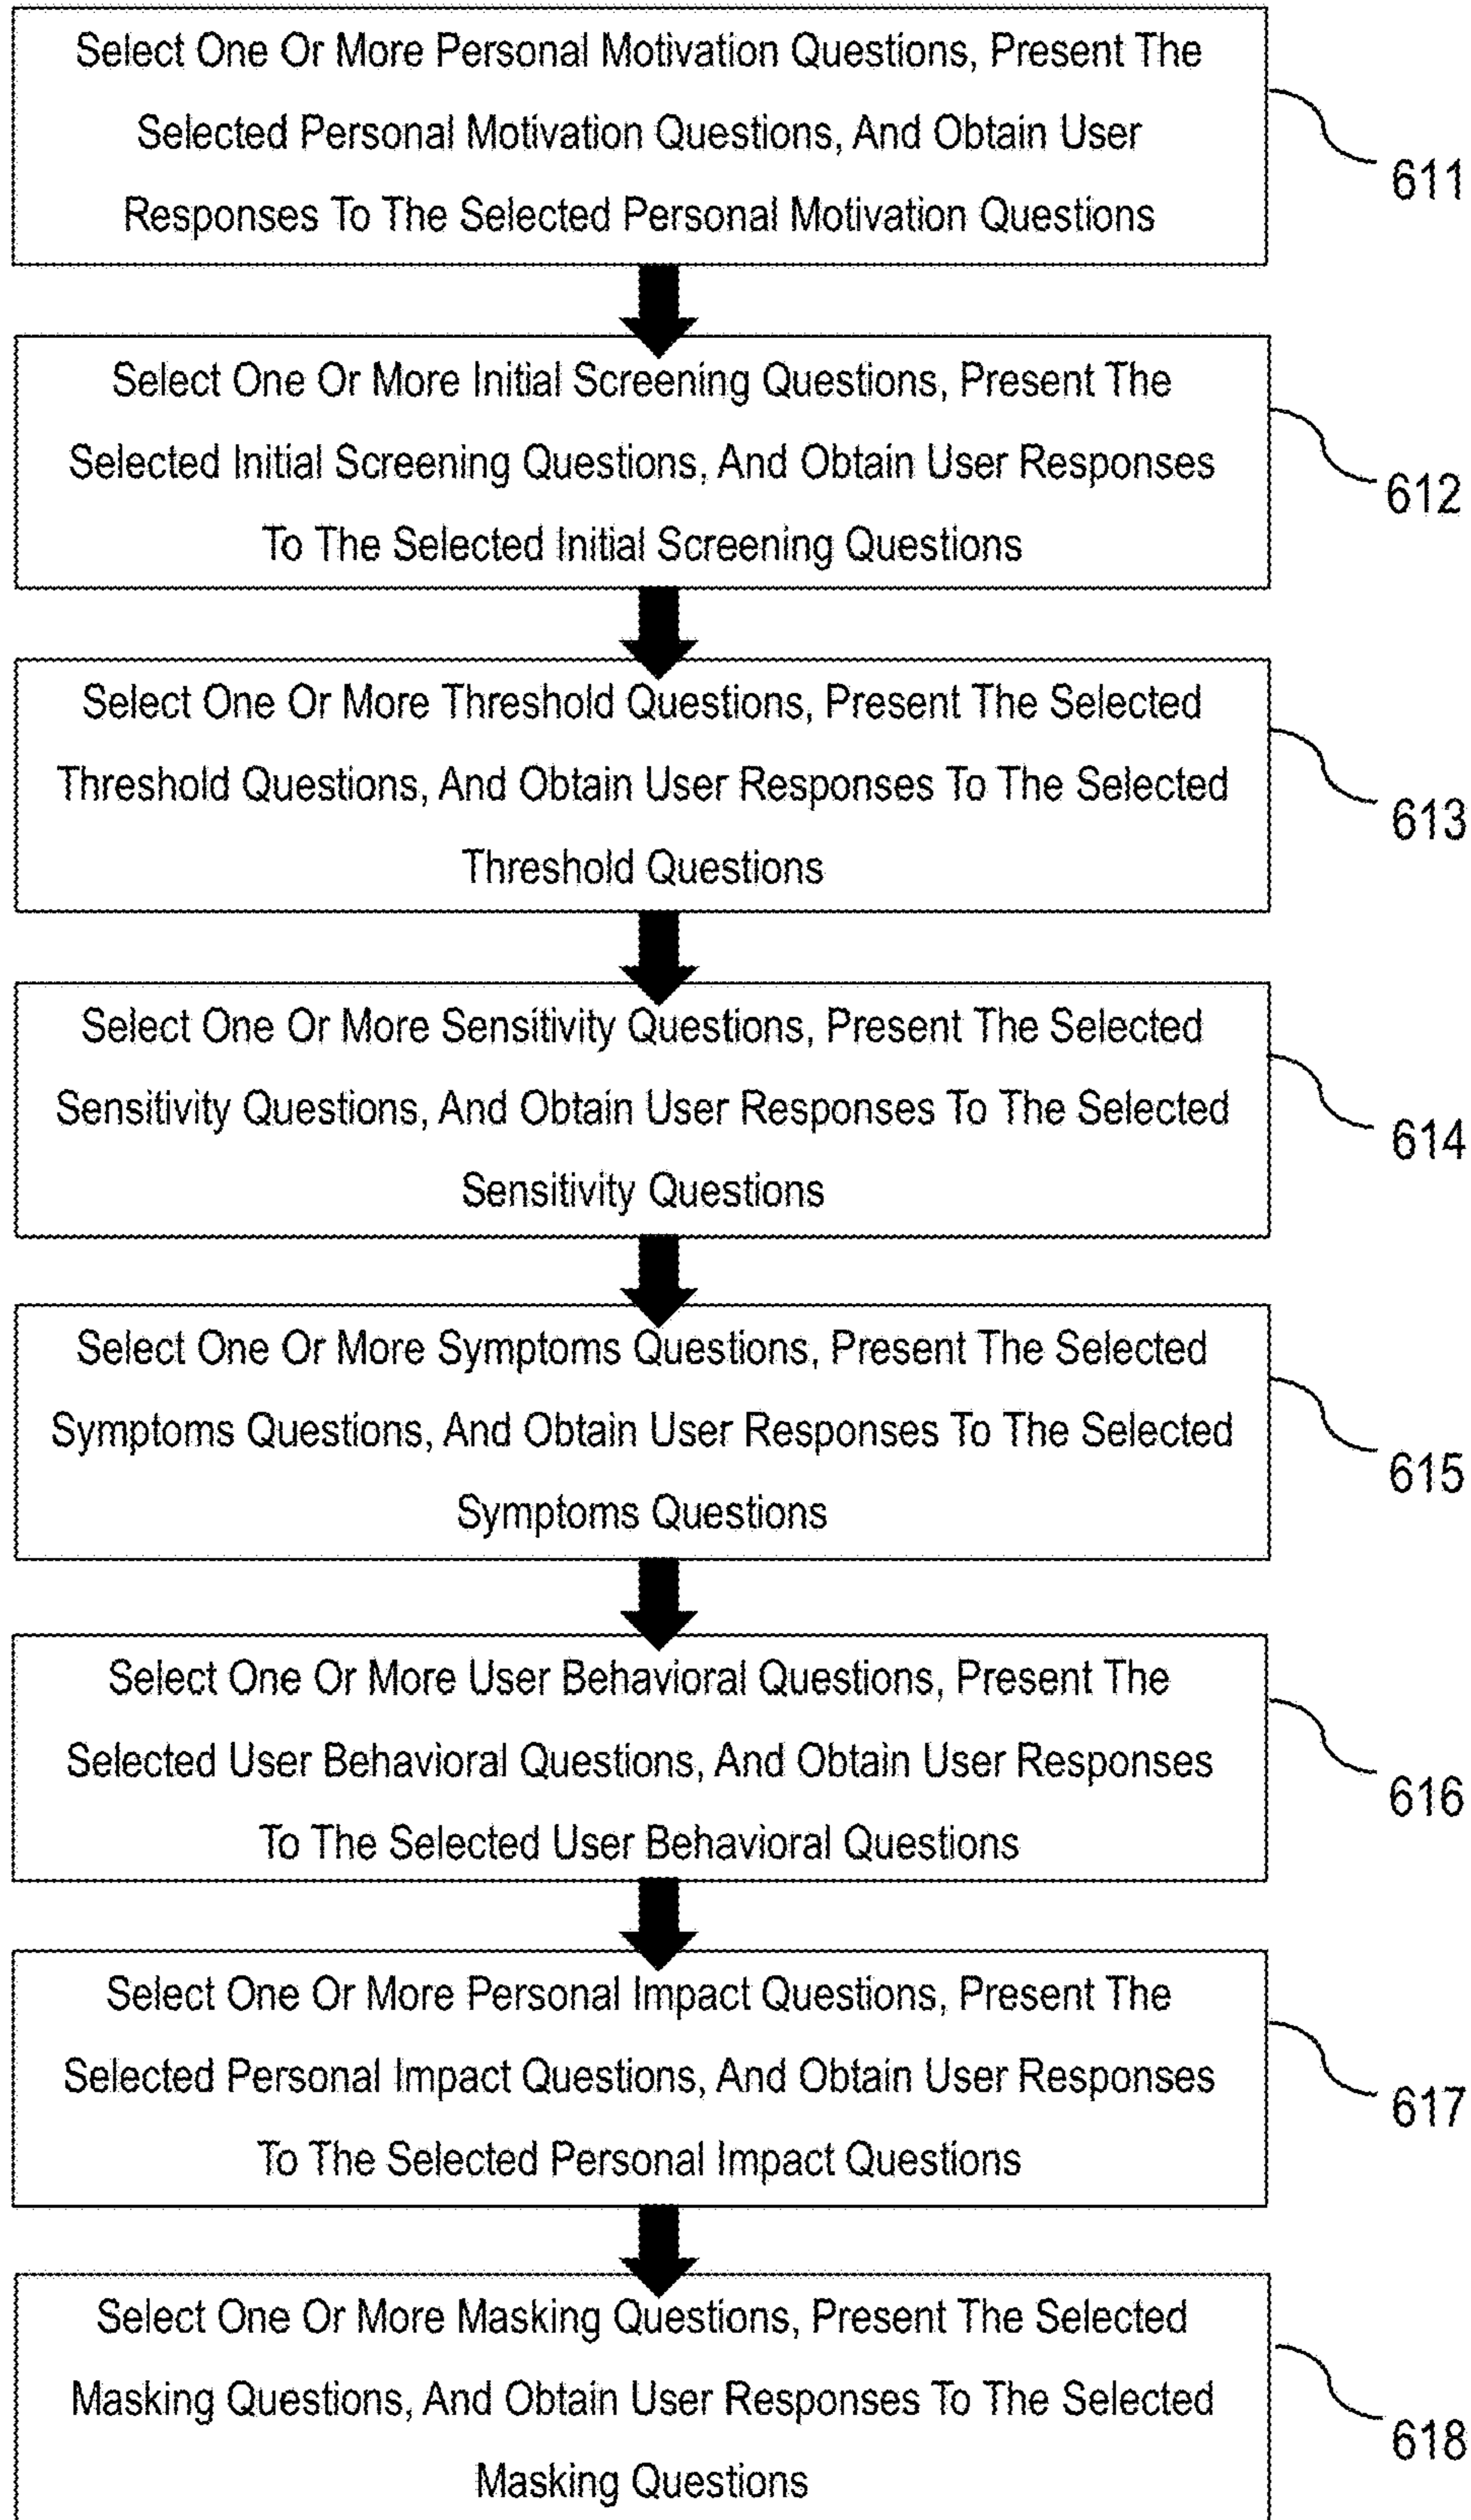 Select One Or More Personal Motivation Questions, Present The
Selected Personal Motivation Questions, And Obtain User
Responses To The Selected Personal Motivation Questions
611
Select One Or More Initial Screening Questions, Present The
Selected Initial Screening Questions, And Obtain User Responses
To The Selected Initial Screening Questions
612
Select One Or More Threshold Questions, Present The Selected
Threshold Questions, And Obtain User Responses To The Selected
Threshold Questions
613
Select One Or More Sensitivity Questions, Present The Selected
Sensitivity Questions, And Obtain User Responses To The Selected
Sensitivity Questions
614
Select One Or More Symptoms Questions, Present The Selected
Symptoms Questions, And Obtain User Responses To The Selected
Symptoms Questions
615
Select One Or More User Behavioral Questions, Present The
Selected User Behavioral Questions, And Obtain User Responses
To The Selected User Behavioral Questions
616
Select One Or More Personal Impact Questions, Present The
Selected Personal Impact Questions, And Obtain User Responses
To The Selected Personal Impact Questions
617
Select One Or More Masking Questions, Present The Selected
Masking Questions, And Obtain User Responses To The Selected
Masking Questions
618